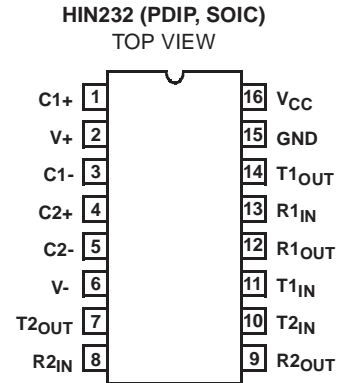 HIN232 (PDIP, SOIC)
TOP VIEW
C1+ 1 16 VCC
V+ 2 15 GND
C1- 3 14 T1OUT
C2+ 4 13 R1IN
C2- 5 12 R1OUT
V- 6 11 T1IN
T2OUT 7 10 T2IN
R2IN 8 9 R2OUT